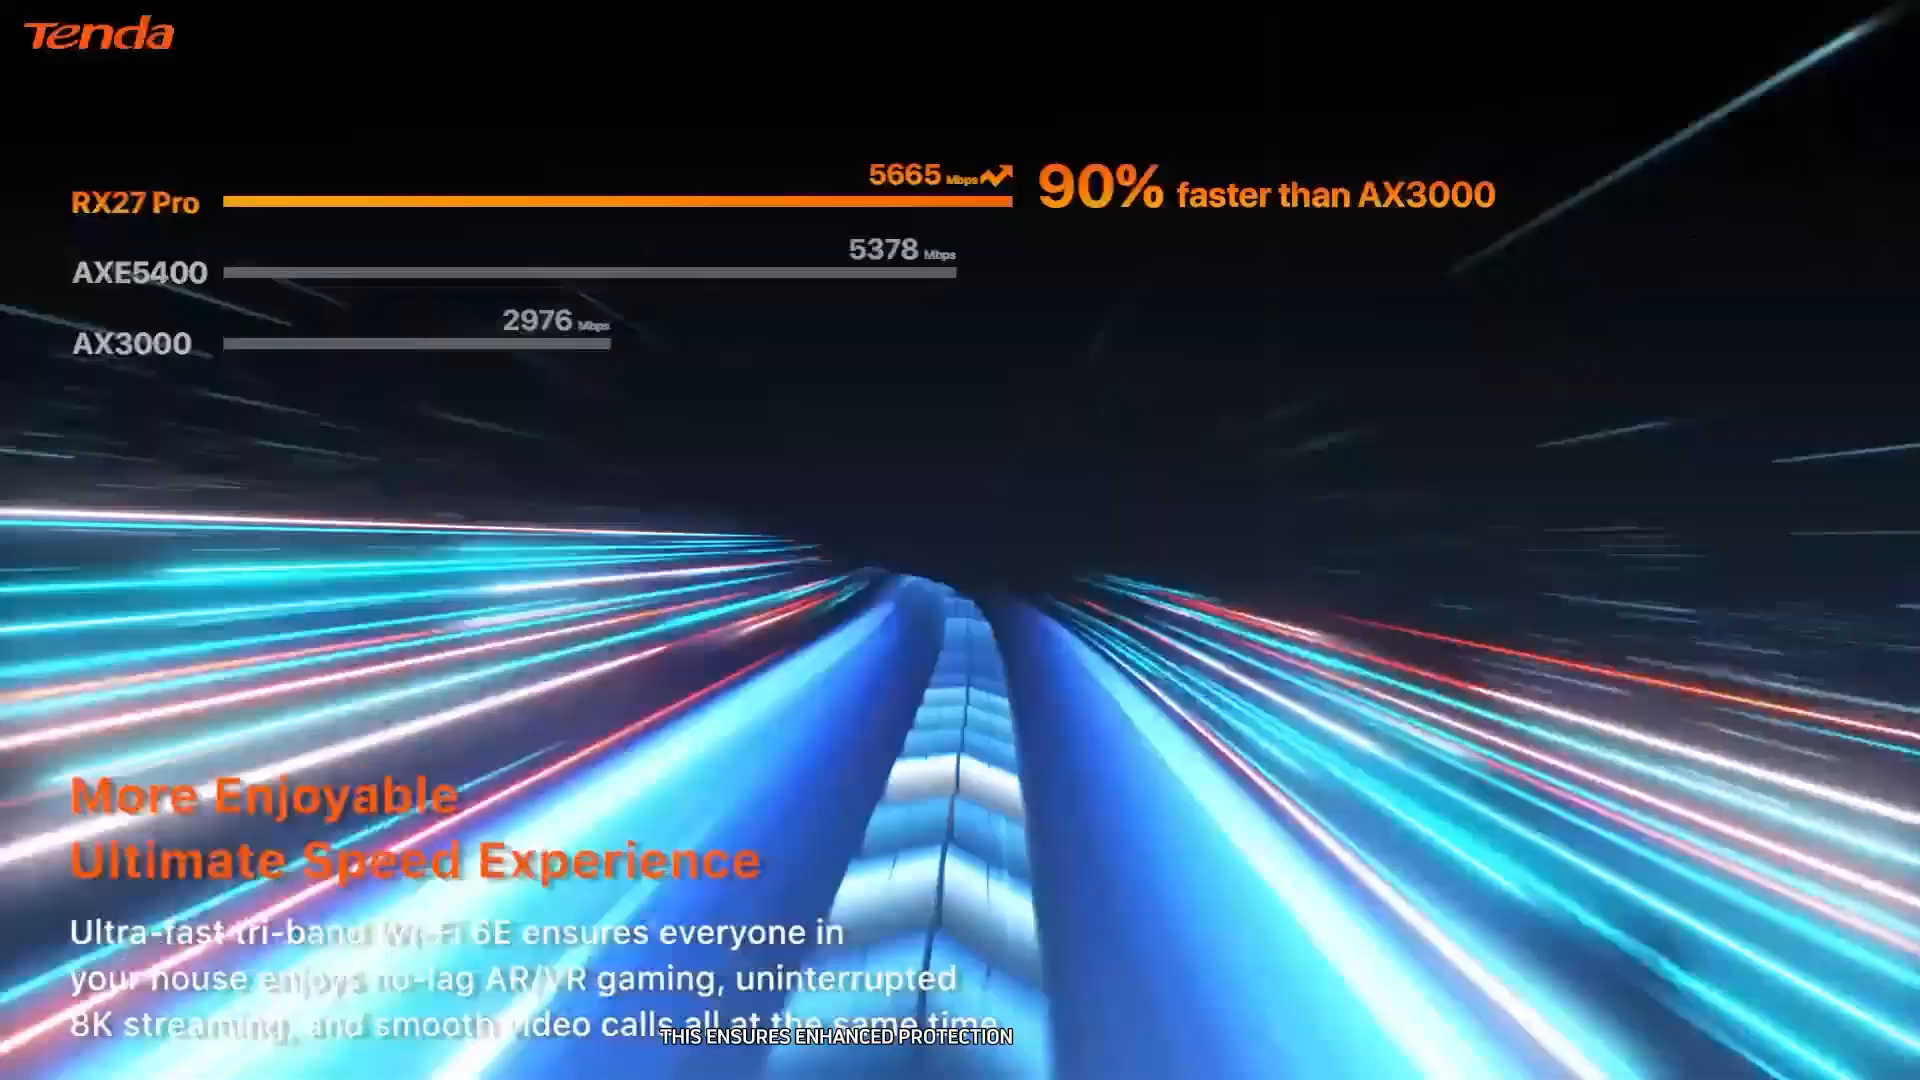 Tenda
RX27 Pro
5665 Mbps
90% faster than AX3000
AXE5400
5378 Mbps
AX3000
2976 Mbps
More Enjoyable
Ultimate Speed Experience
Ultra-fast tri-band Wi-Fi 6E ensures everyone in
your house enjoys no-lag AR/VR gaming, uninterrupted
8K streaming, and smooth video calls all at the same time
THIS ENSURES ENHANCED PROTECTION